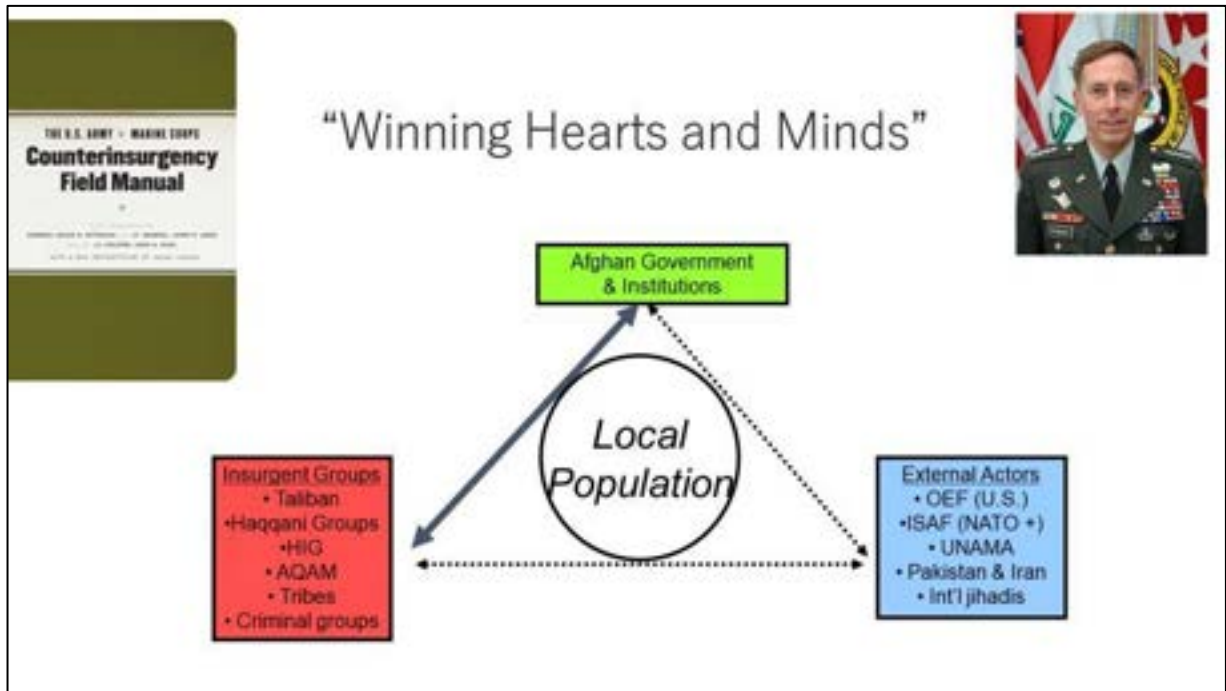 THE U.S. ARMY • MARINE CORPS
Counterinsurgency
Field Manual
“Winning Hearts and Minds”
Afghan Government
& Institutions
Local
Population
Insurgent Groups
• Taliban
•Haqqani Groups
•HIG
• AQAM
• Tribes
• Criminal groups
External Actors
• OEF (U.S.)
•ISAF (NATO +)
• UNAMA
• Pakistan & Iran
• Int'l jihadis